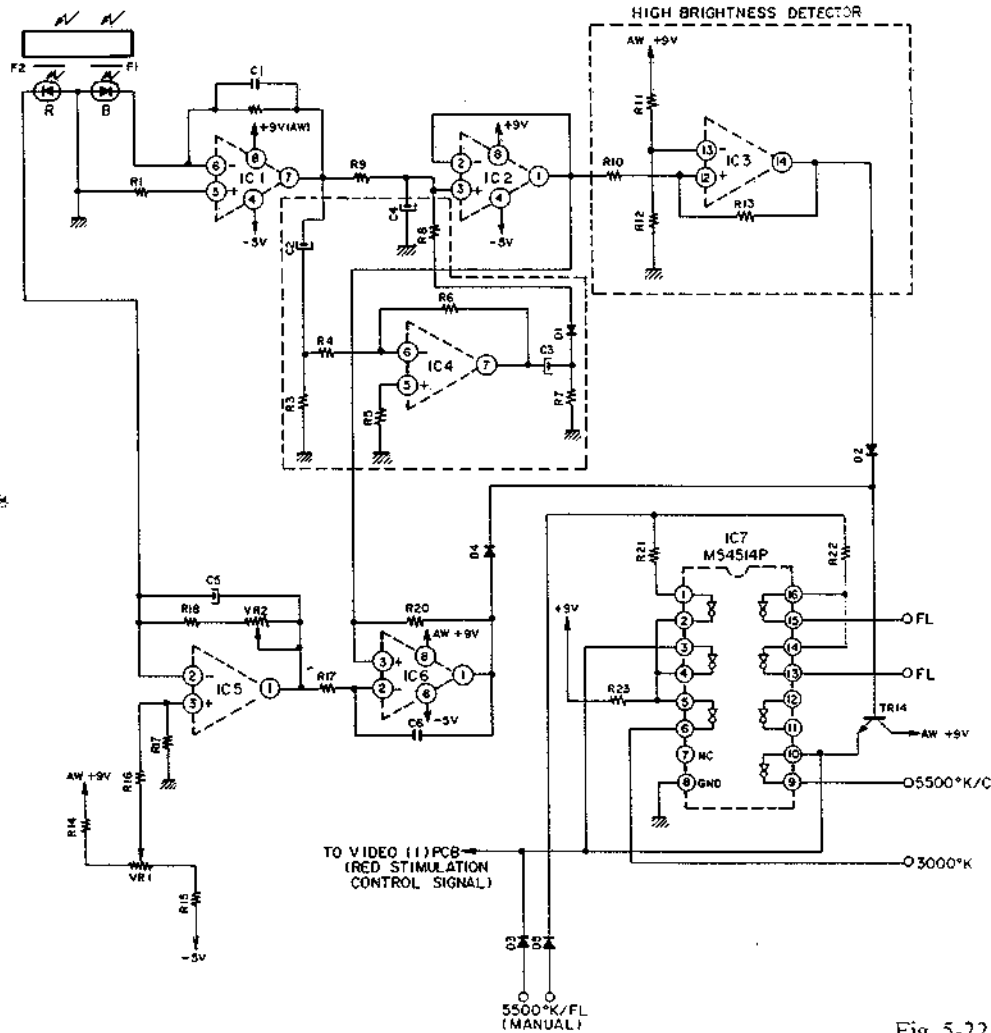 HIGH BRIGHTNESS DETECTOR
AW +9V
F2
F1
R
B
C1
+9V(AW)
6
-
8
IC1
7
5
+
4
-5V
R1
R9
C4
R8
+9V
2
-
8
IC2
1
3
+
4
-5V
R10
R11
R12
13
-
IC3
14
12
+
R13
C2
R3
R4
R6
6
-
IC4
7
5
+
R5
C3
D1
R7
D2
D4
C5
R18
VR2
2
-
IC5
1
3
+
R17
R16
AW +9V
R14
VR1
R15
-5V
R17
R20
AW +9V
3
+
8
IC6
1
2
-
6
-5V
C6
R21
IC7
M54514P
R22
+9V
R23
1
2
3
4
5
6
7
NC
8
GND
16
15
14
13
12
11
10
9
FL
FL
TR14
AW +9V
5500°K/C
3000°K
TO VIDEO (1) PCB
(RED STIMULATION
CONTROL SIGNAL)
D3
D5
5500°K/FL
(MANUAL)
Fig. 5-22